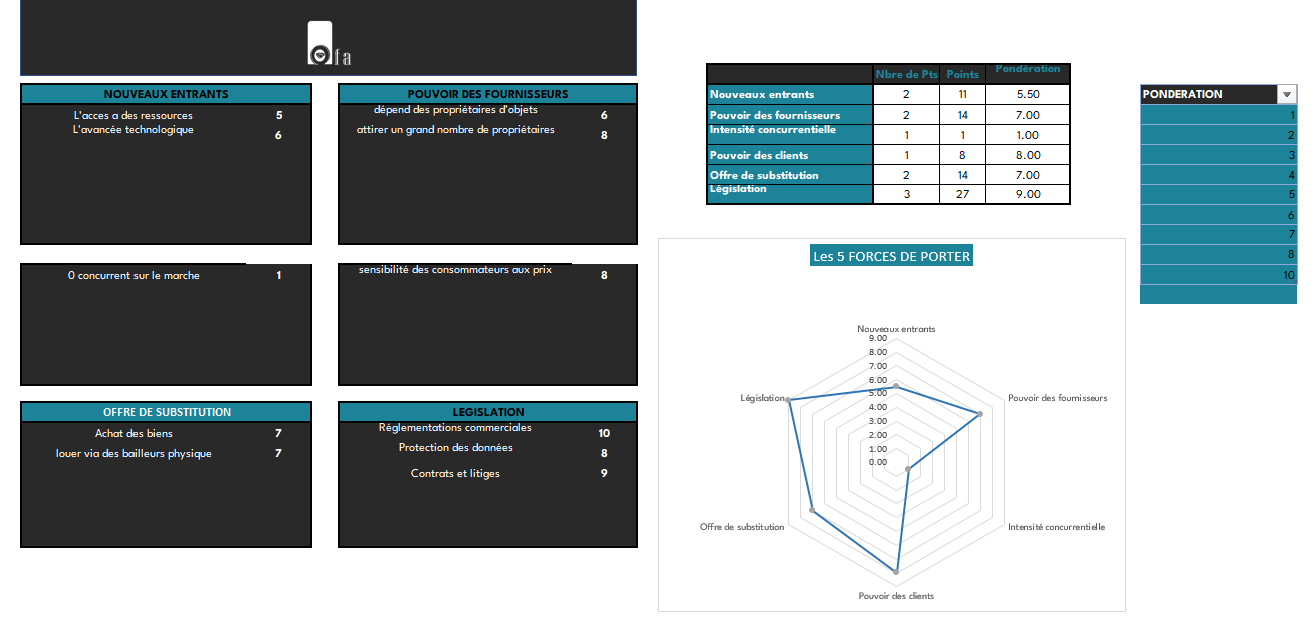 Ofa
NOUVEAUX ENTRANTS
L'acces a des ressources 5
L'avancée technologique 6
POUVOIR DES FOURNISSEURS
dépend des propriétaires d'objets 6
attirer un grand nombre de propriétaires 8
0 concurrent sur le marche 1
sensibilité des consommateurs aux prix 8
OFFRE DE SUBSTITUTION
Achat des biens 7
louer via des bailleurs physique 7
LEGISLATION
Réglementations commerciales 10
Protection des données 8
Contrats et litiges 9
Nbre de Pts Points Pondération
Nouveaux entrants 2 11 5.50
Pouvoir des fournisseurs 2 14 7.00
Intensité concurrentielle 1 1 1.00
Pouvoir des clients 1 8 8.00
Offre de substitution 2 14 7.00
Législation 3 27 9.00
Les 5 FORCES DE PORTER
Nouveaux entrants
9.00
8.00
7.00
6.00
5.00
4.00
3.00
2.00
1.00
0.00
Législation
Pouvoir des fournisseurs
Offre de substitution
Intensité concurrentielle
Pouvoir des clients
PONDERATION
1
2
3
4
5
6
7
8
10